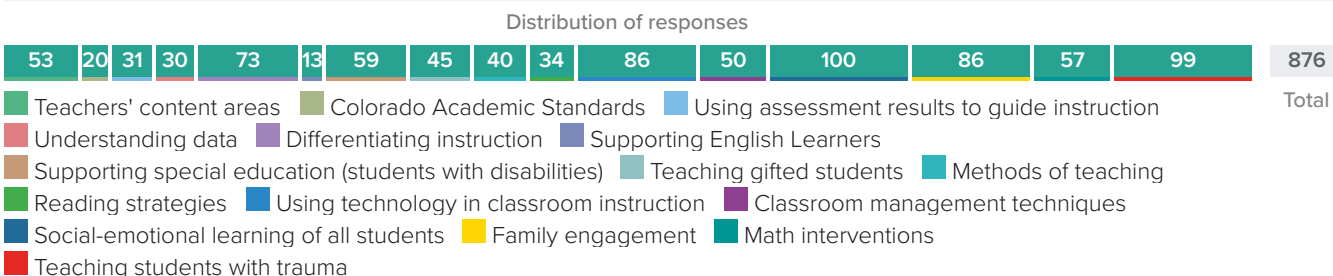 Distribution of responses
53 20 31 30 73 13 59 45 40 34 86 50 100 86 57 99 876
Total
Teachers' content areas Colorado Academic Standards Using assessment results to guide instruction
Understanding data Differentiating instruction Supporting English Learners
Supporting special education (students with disabilities) Teaching gifted students Methods of teaching
Reading strategies Using technology in classroom instruction Classroom management techniques
Social-emotional learning of all students Family engagement Math interventions
Teaching students with trauma